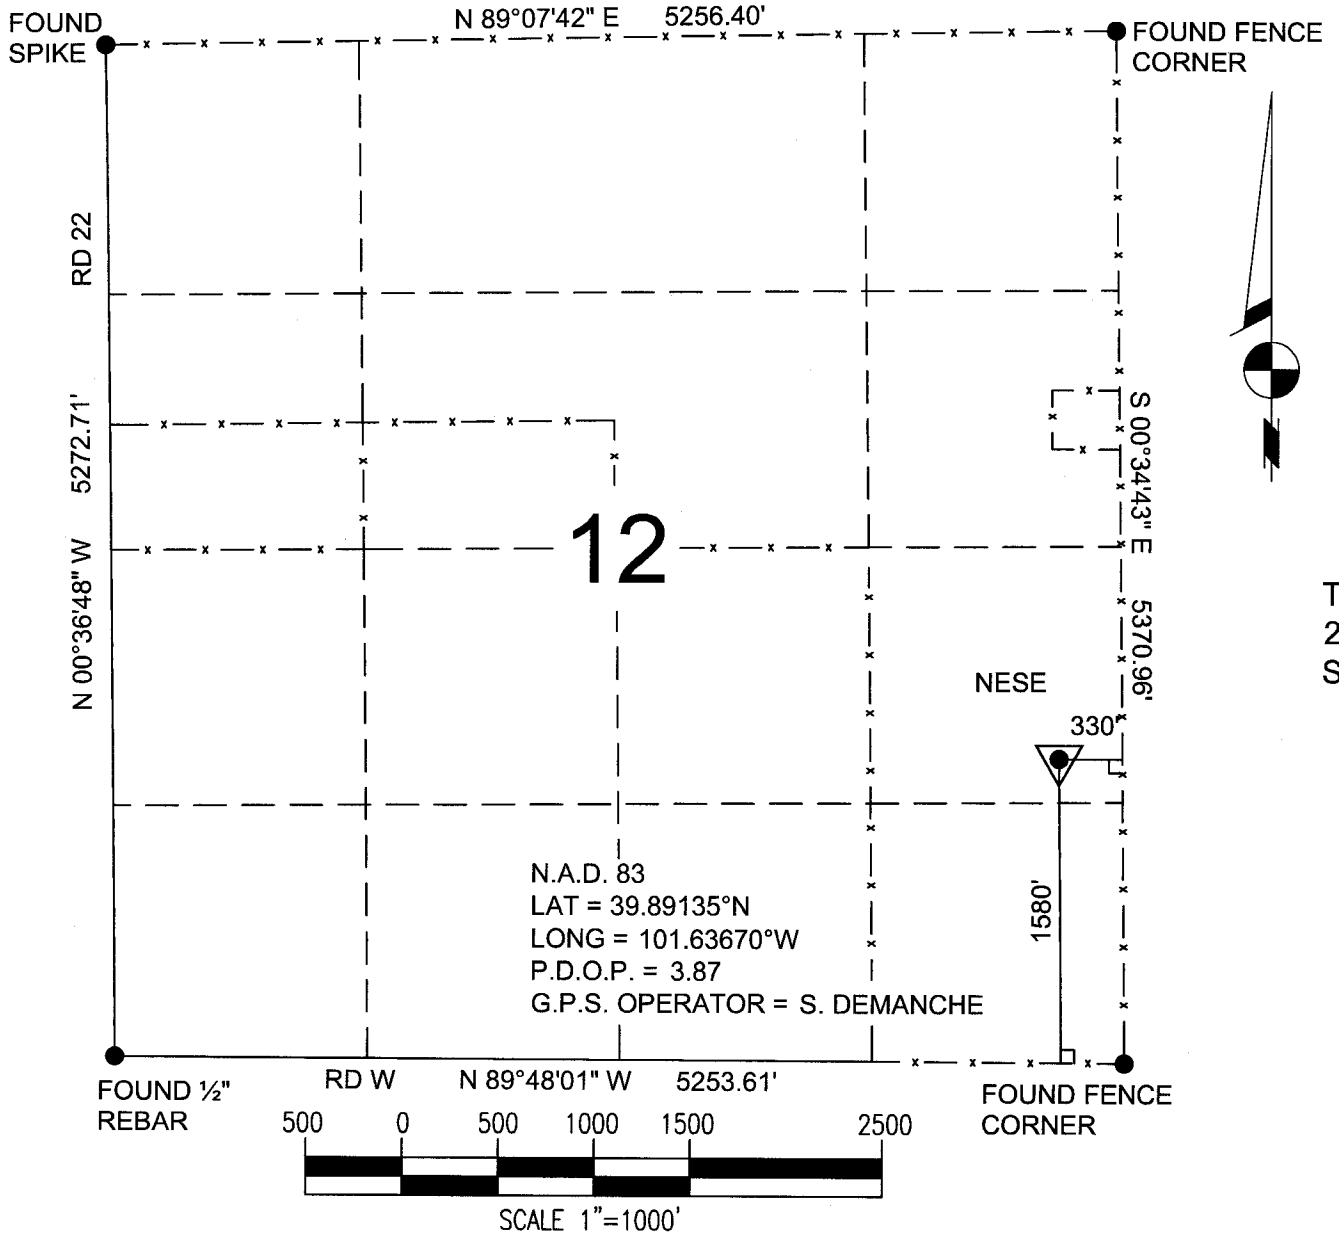 FOUND
SPIKE
N 89°07'42" E 5256.40'
FOUND FENCE
CORNER
RD 22
N 00°36'48" W 5272.71'
S 00°34'43" E 5370.96'
12
T
2
S
NESE
330'
1580'
N.A.D. 83
LAT = 39.89135°N
LONG = 101.63670°W
P.D.O.P. = 3.87
G.P.S. OPERATOR = S. DEMANCHE
FOUND ½"
REBAR
RD W N 89°48'01" W 5253.61'
FOUND FENCE
CORNER
500 0 500 1000 1500 2500
SCALE 1"=1000'